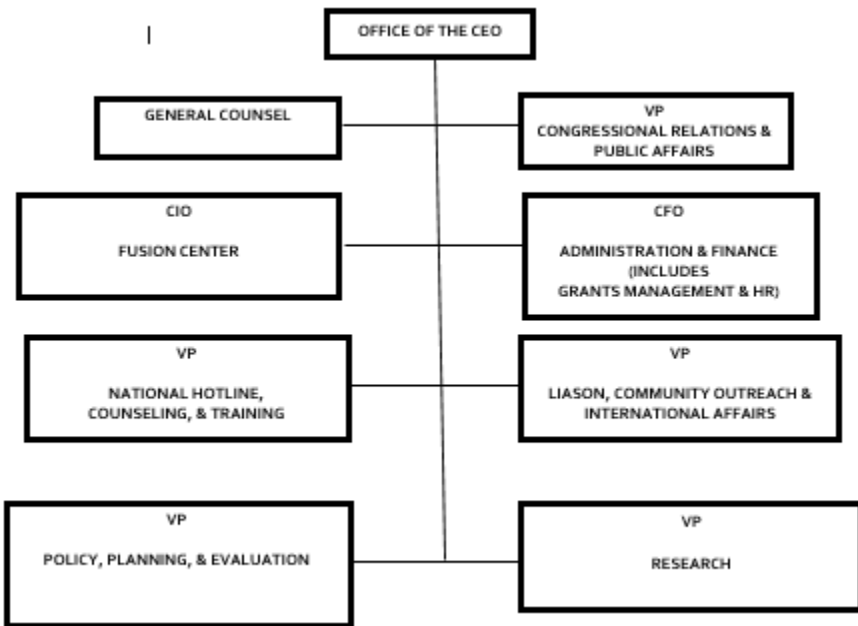 OFFICE OF THE CEO
GENERAL COUNSEL
VP
CONGRESSIONAL RELATIONS &
PUBLIC AFFAIRS
CIO
FUSION CENTER
CFO
ADMINISTRATION & FINANCE
(INCLUDES
GRANTS MANAGEMENT & HR)
VP
NATIONAL HOTLINE,
COUNSELING, & TRAINING
VP
LIASON, COMMUNITY OUTREACH &
INTERNATIONAL AFFAIRS
VP
POLICY, PLANNING, & EVALUATION
VP
RESEARCH